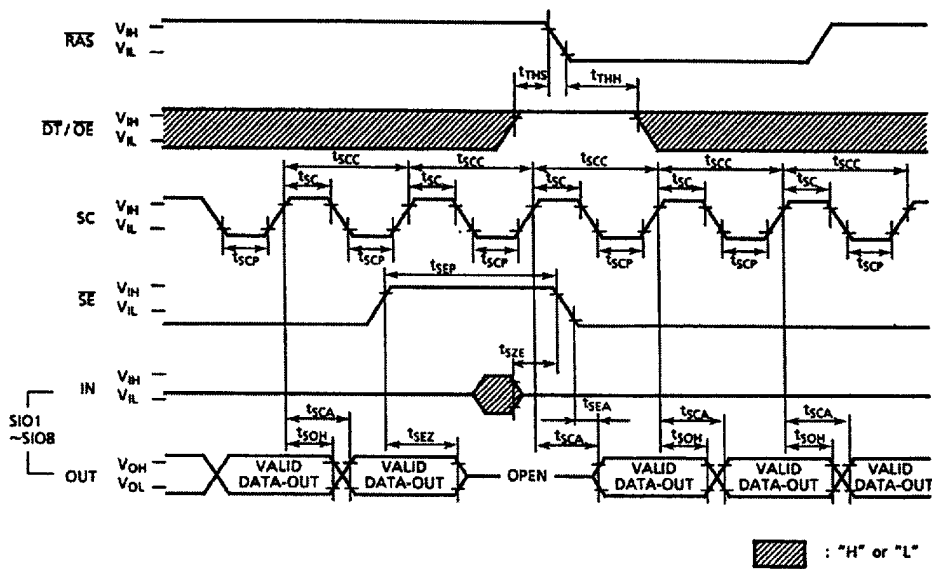 RAS VIH
VIL
tTHS tTHH
DT / OE VIH
VIL
tSCC tSCC tSCC tSCC tSCC
tSC tSC tSC tSC tSC
SC VIH
VIL
tSCP tSCP tSCP tSCP tSCP tSCP
tSEP
SE VIH
VIL
tSZE
IN VIH
VIL
SIO1
~SIO8
tSCA tSEA tSCA tSCA
tSOH tSEZ tSCA tSOH tSOH
OUT VOH
VOL
VALID DATA-OUT
VALID DATA-OUT
OPEN
VALID DATA-OUT
VALID DATA-OUT
VALID DATA-OUT
: "H" or "L"